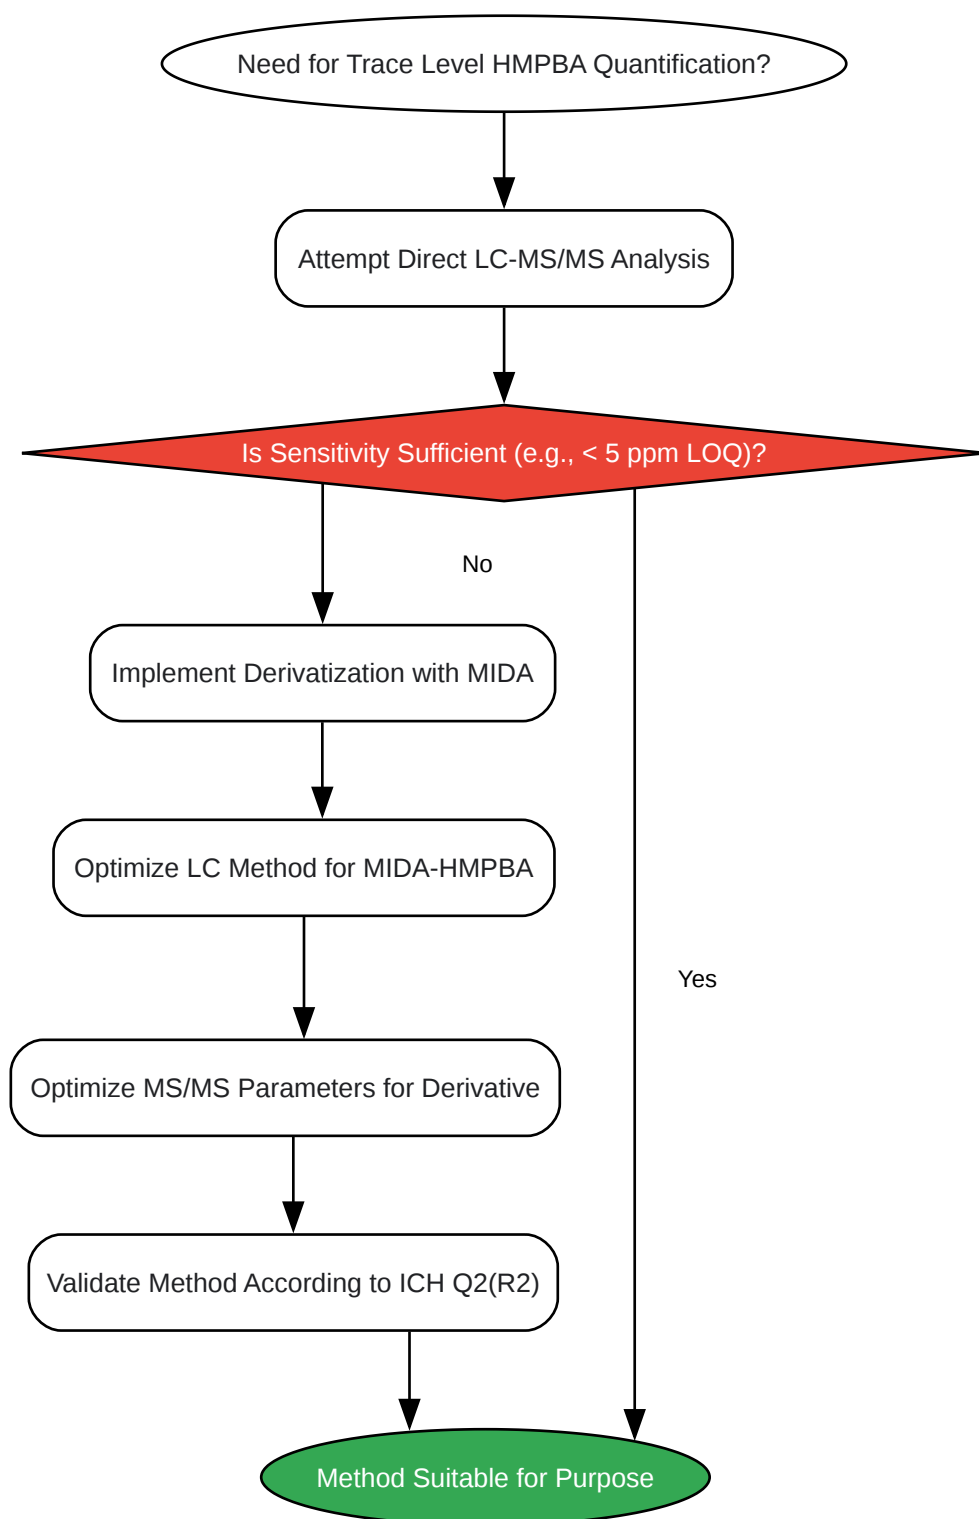 Need for Trace Level HMPBA Quantification?
Attempt Direct LC-MS/MS Analysis
Is Sensitivity Sufficient (e.g., < 5 ppm LOQ)?
No
Implement Derivatization with MIDA
Optimize LC Method for MIDA-HMPBA
Yes
Optimize MS/MS Parameters for Derivative
Validate Method According to ICH Q2(R2)
Method Suitable for Purpose